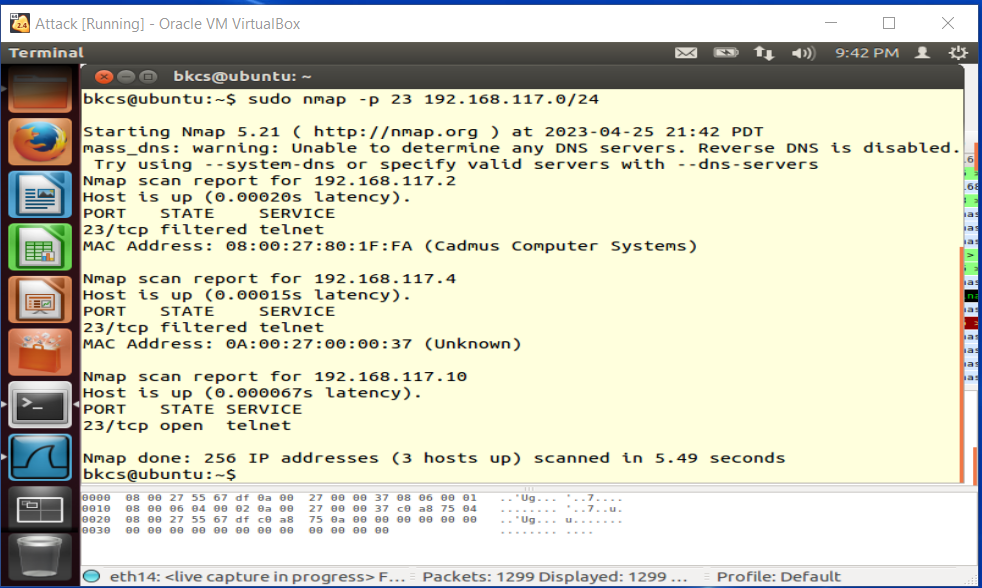 Attack [Running] - Oracle VM VirtualBox
Terminal
9:42 PM
bkcs@ubuntu: ~
bkcs@ubuntu:~$ sudo nmap -p 23 192.168.117.0/24
Starting Nmap 5.21 ( http://nmap.org ) at 2023-04-25 21:42 PDT
mass_dns: warning: Unable to determine any DNS servers. Reverse DNS is disabled.
Try using --system-dns or specify valid servers with --dns-servers
Nmap scan report for 192.168.117.2
Host is up (0.00020s latency).
PORT STATE SERVICE
23/tcp filtered telnet
MAC Address: 08:00:27:80:1F:FA (Cadmus Computer Systems)
Nmap scan report for 192.168.117.4
Host is up (0.00015s latency).
PORT STATE SERVICE
23/tcp filtered telnet
MAC Address: 0A:00:27:00:00:37 (Unknown)
Nmap scan report for 192.168.117.10
Host is up (0.000067s latency).
PORT STATE SERVICE
23/tcp open telnet
Nmap done: 256 IP addresses (3 hosts up) scanned in 5.49 seconds
bkcs@ubuntu:~$
0000 08 00 27 55 67 df 0a 00 27 00 00 37 08 06 00 01 ..'Ug... '..7....
0010 08 00 06 04 00 02 0a 00 27 00 00 37 c0 a8 75 04 ........ '..7..u.
0020 08 00 27 55 67 df c0 a8 75 0a 00 00 00 00 00 00 ..'Ug... u.......
0030 00 00 00 00 00 00 00 00 00 00 00 00 ........ ....
eth14: <live capture in progress> F... Packets: 1299 Displayed: 1299 ... Profile: Default